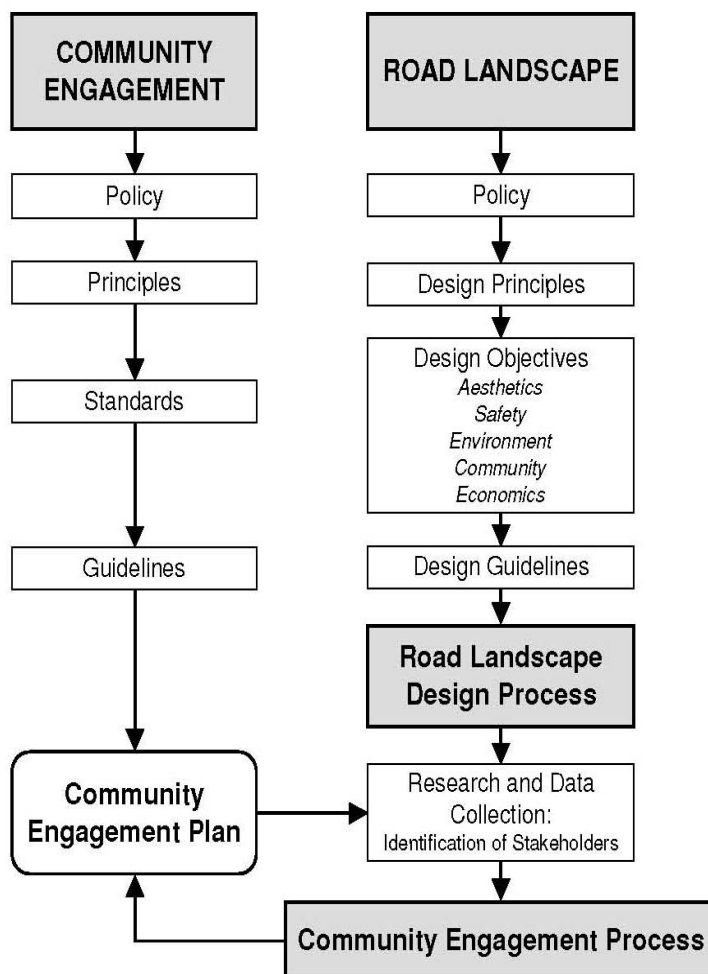 COMMUNITY
ENGAGEMENT
Policy
Principles
Standards
Guidelines
Community
Engagement Plan
ROAD LANDSCAPE
Policy
Design Principles
Design Objectives
Aesthetics
Safety
Environment
Community
Economics
Design Guidelines
Road Landscape
Design Process
Research and Data
Collection:
Identification of Stakeholders
Community Engagement Process